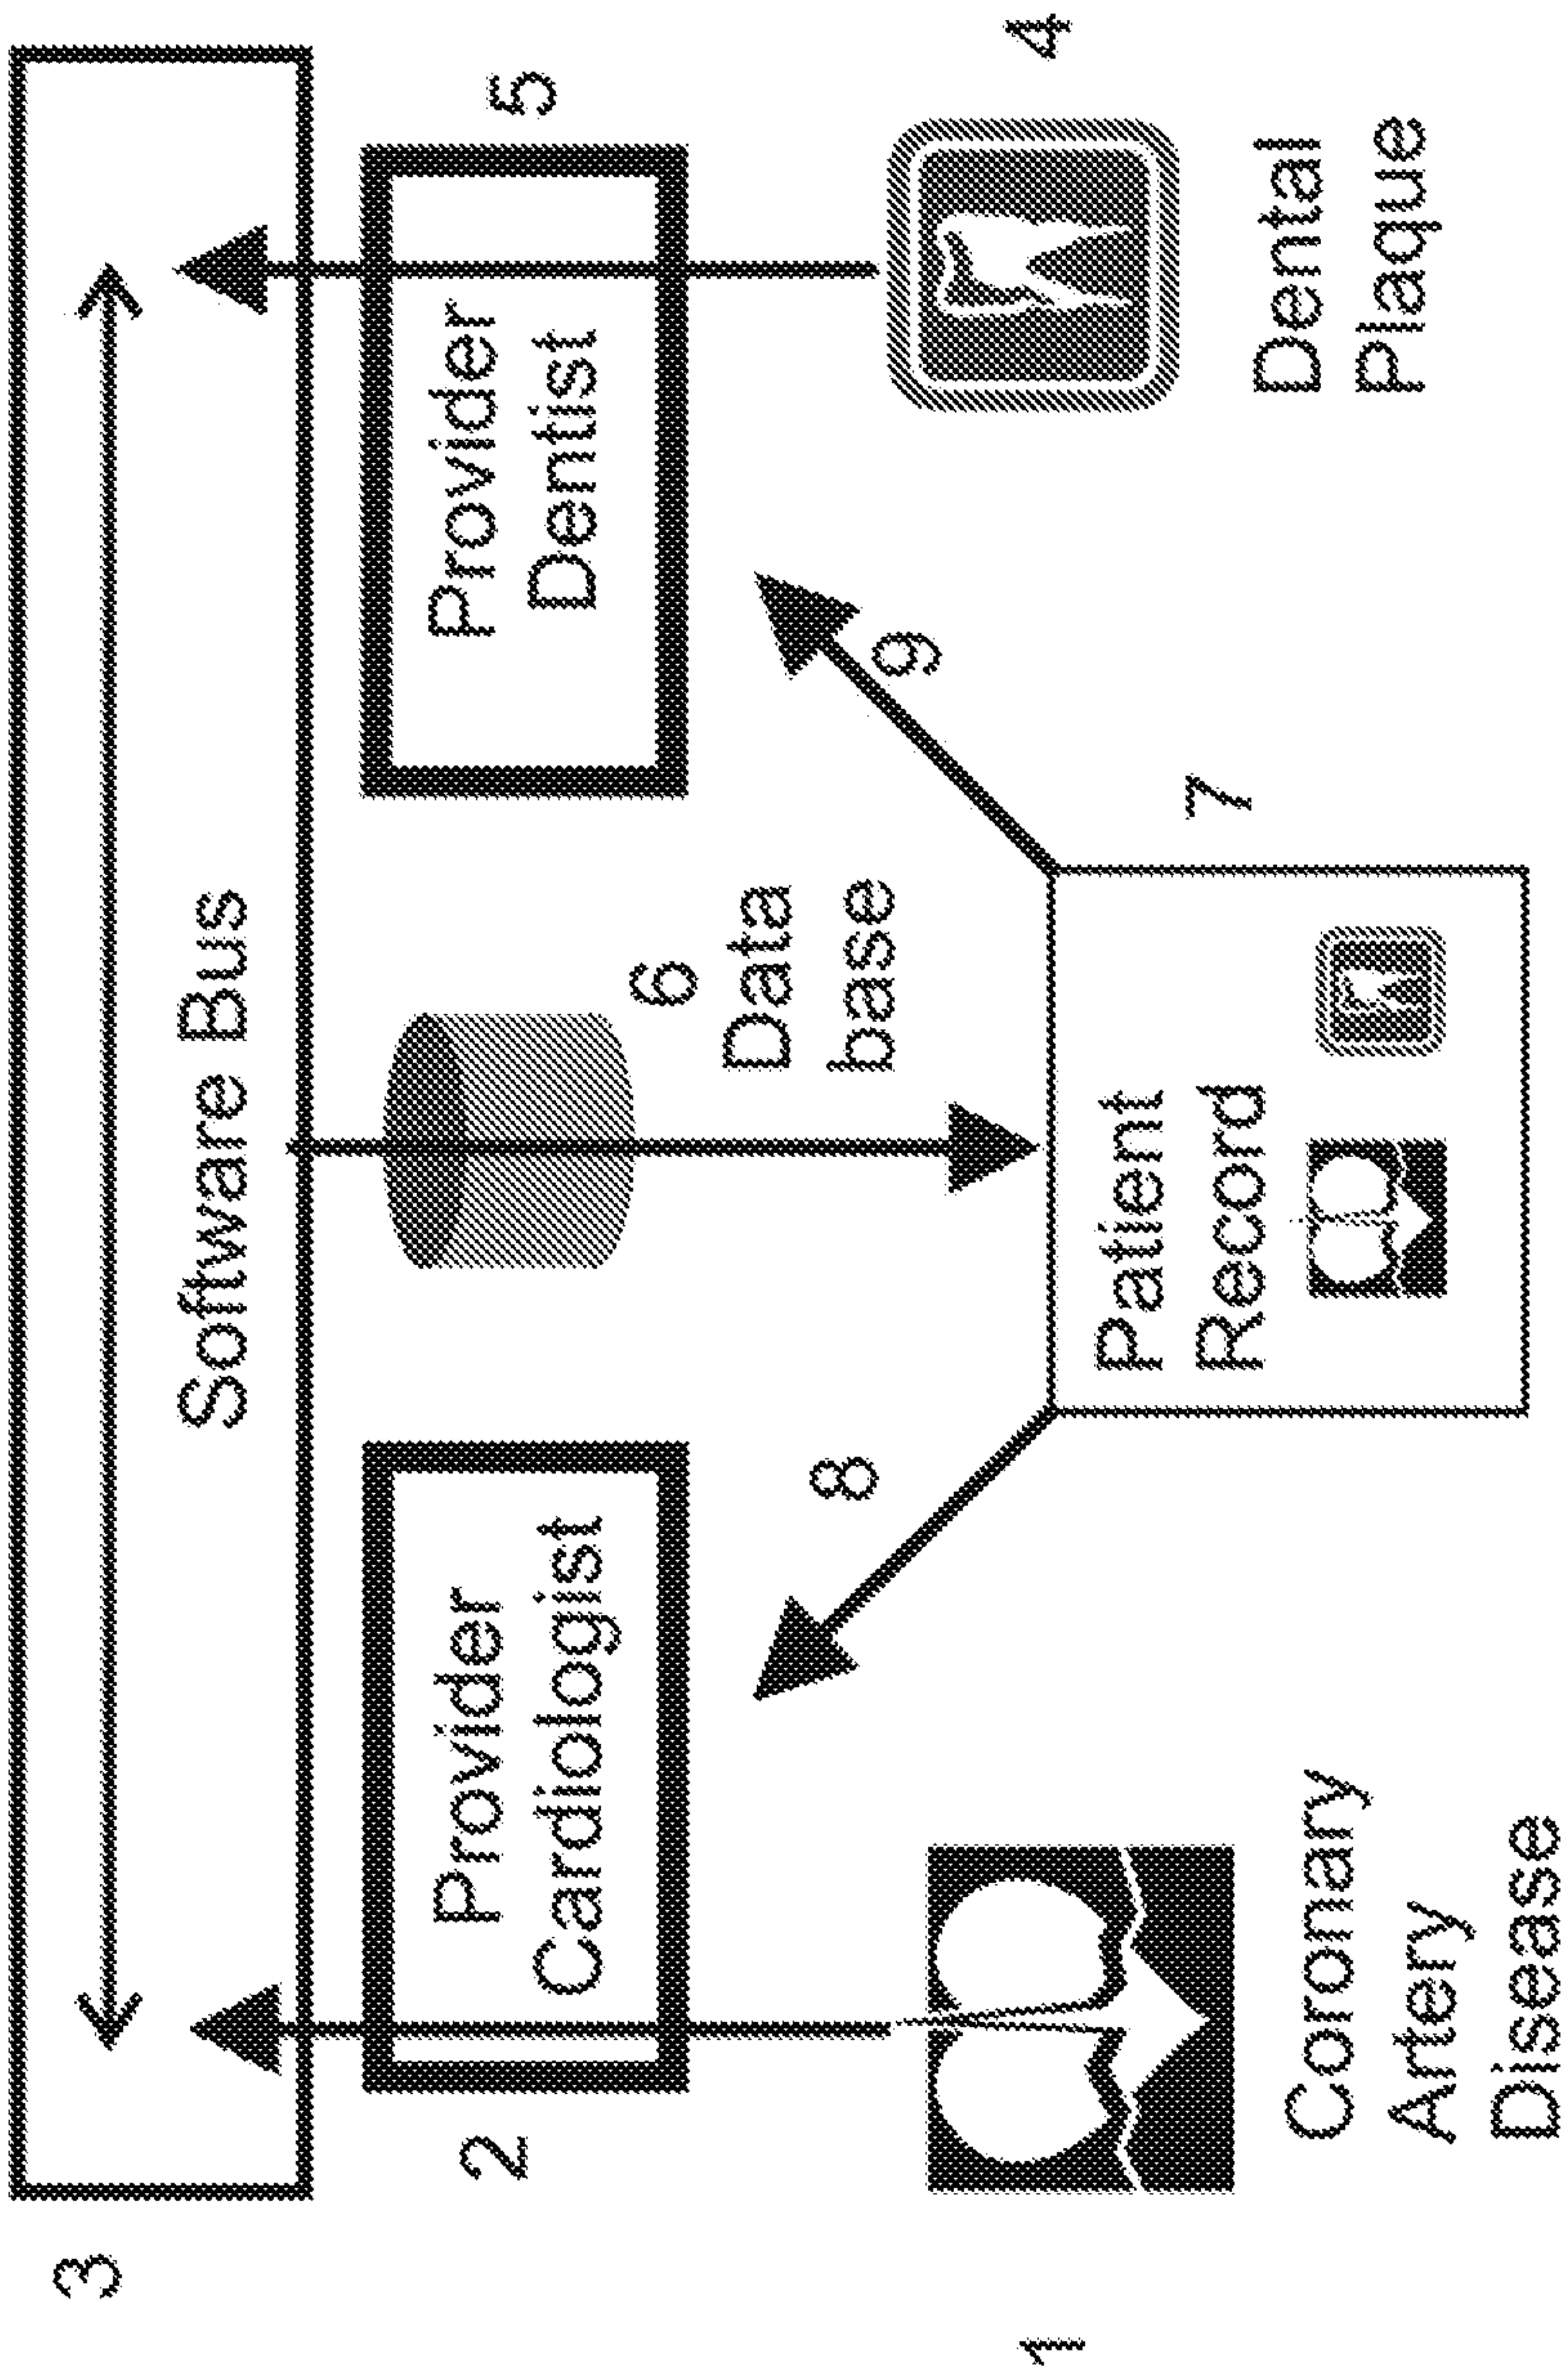 3
Software Bus
2
Provider
Cardiologist
6
Data
base
Provider
Dentist
5
8
9
1
Coronary
Artery
Disease
Patient
Record
7
4
Dental
Plaque